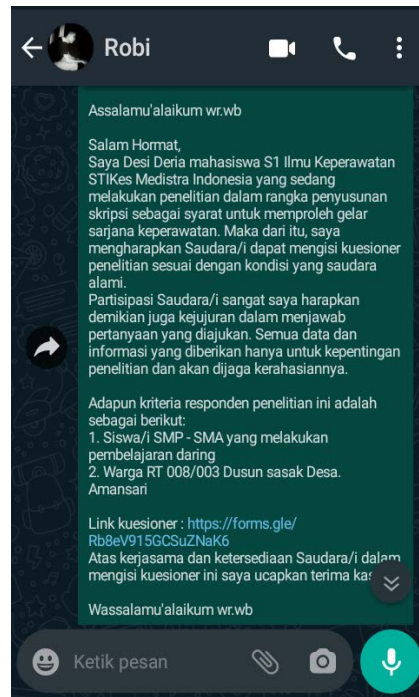 Robi
Assalamu'alaikum wr.wb
Salam Hormat,
Saya Desi Deria mahasiswa S1 Ilmu Keperawatan
STIKes Medistra Indonesia yang sedang
melakukan penelitian dalam rangka penyusunan
skripsi sebagai syarat untuk memproleh gelar
sarjana keperawatan. Maka dari itu, saya
mengharapkan Saudara/i dapat mengisi kuesioner
penelitian sesuai dengan kondisi yang saudara
alami.
Partisipasi Saudara/i sangat saya harapkan
demikian juga kejujuran dalam menjawab
pertanyaan yang diajukan. Semua data dan
informasi yang diberikan hanya untuk kepentingan
penelitian dan akan dijaga kerahasiannya.
Adapun kriteria responden penelitian ini adalah
sebagai berikut:
1. Siswa/i SMP - SMA yang melakukan
pembelajaran daring
2. Warga RT 008/003 Dusun sasak Desa.
Amansari
Link kuesioner : https://forms.gle/
Rb8eV915GCSuZNaK6
Atas kerjasama dan ketersediaan Saudara/i dalam
mengisi kuesioner ini saya ucapkan terima
Wassalamu'alaikum wr.wb
Ketik pesan